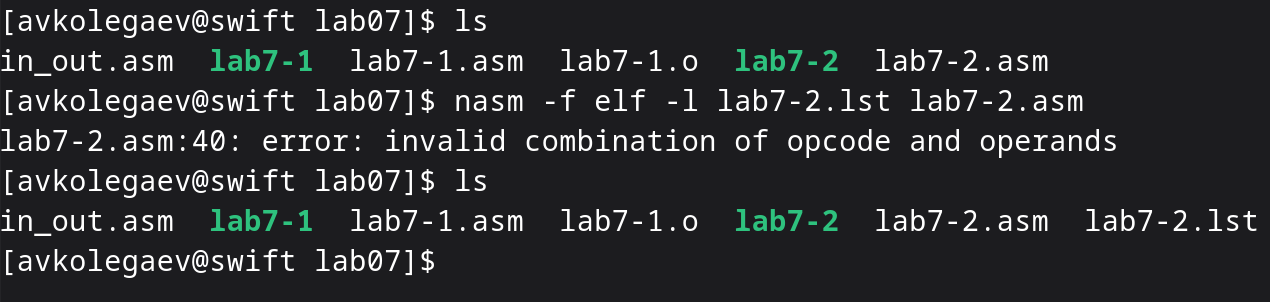 [avkolegaev@swift lab07]$ ls
in_out.asm  lab7-1  lab7-1.asm  lab7-1.o  lab7-2  lab7-2.asm
[avkolegaev@swift lab07]$ nasm -f elf -l lab7-2.lst lab7-2.asm
lab7-2.asm:40: error: invalid combination of opcode and operands
[avkolegaev@swift lab07]$ ls
in_out.asm  lab7-1  lab7-1.asm  lab7-1.o  lab7-2  lab7-2.asm  lab7-2.lst
[avkolegaev@swift lab07]$